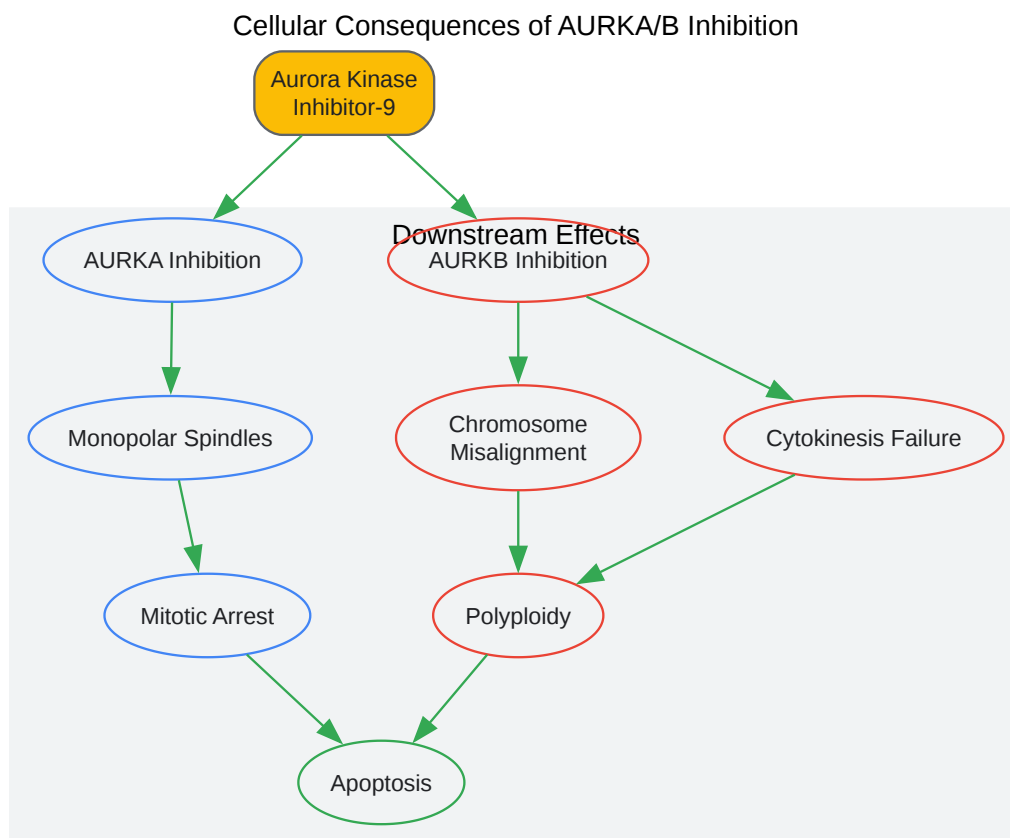 Cellular Consequences of AURKA/B Inhibition
Aurora Kinase
Inhibitor-9
Downstream Effects
AURKA Inhibition
AURKB Inhibition
Monopolar Spindles
Chromosome
Misalignment
Cytokinesis Failure
Mitotic Arrest
Polyploidy
Apoptosis